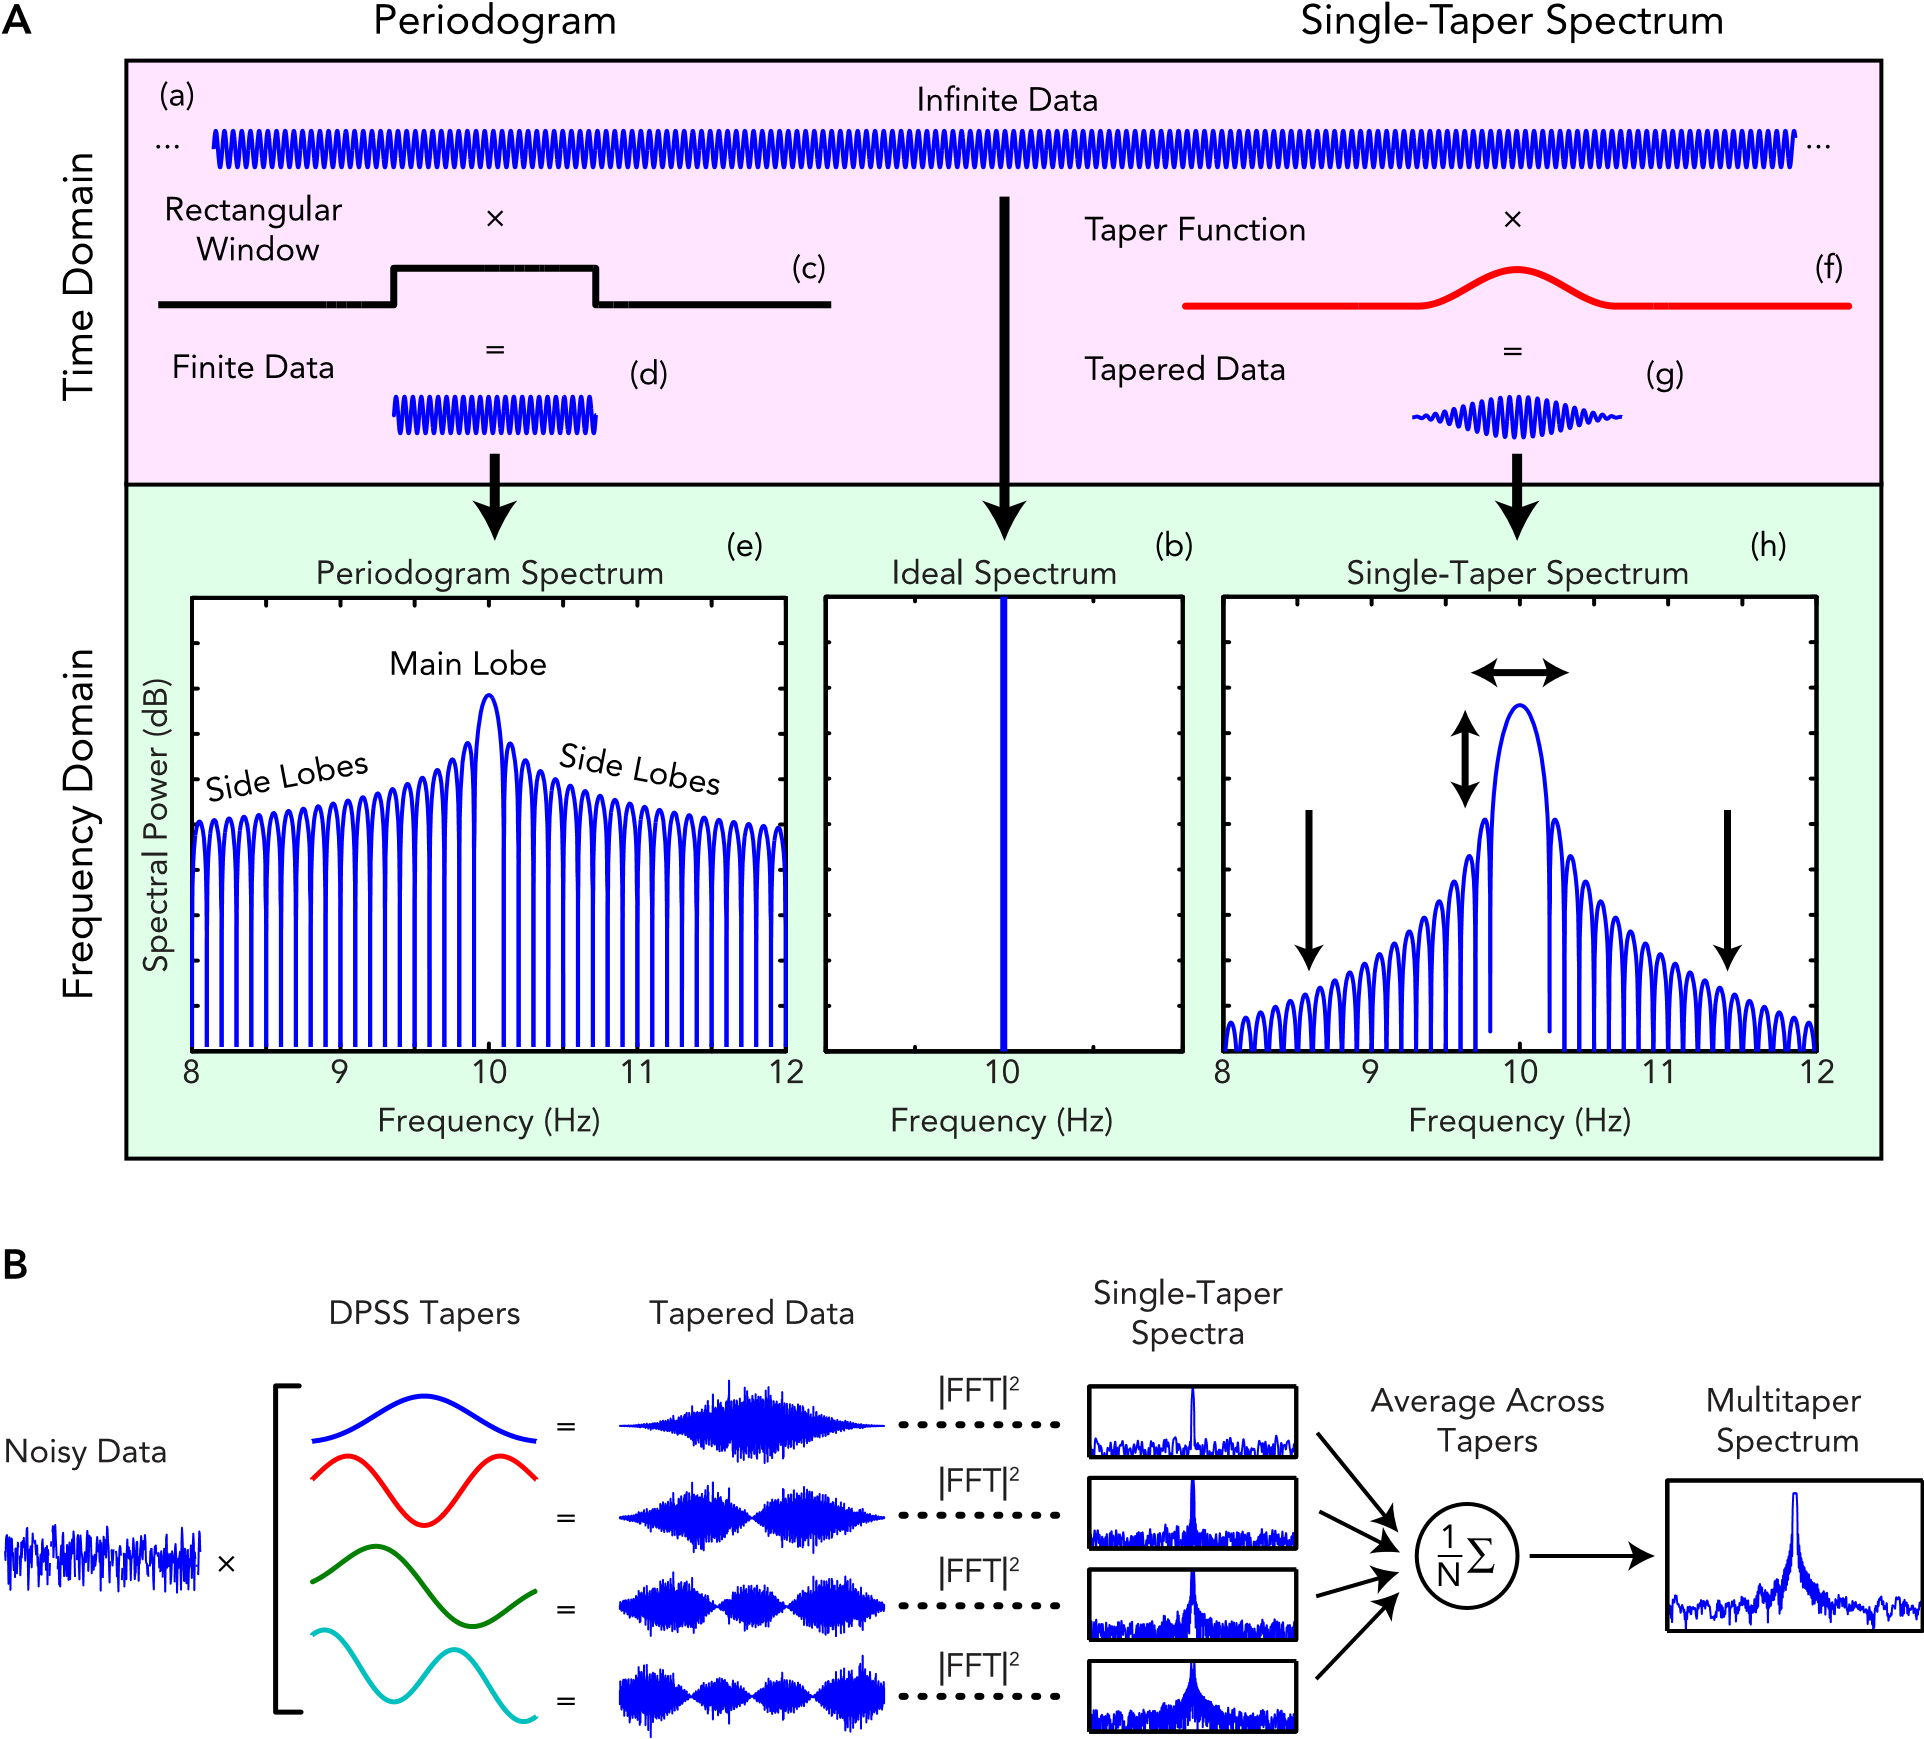 A
Periodogram
Single-Taper Spectrum
Time Domain
(a)
Infinite Data
...
...
Rectangular
Window
×
(c)
Taper Function
×
(f)
Finite Data
=
(d)
Tapered Data
=
(g)
Frequency Domain
(e)
(b)
(h)
Periodogram Spectrum
Ideal Spectrum
Single-Taper Spectrum
Spectral Power (dB)
Main Lobe
Side Lobes
Side Lobes
8 9 10 11 12
10
8 9 10 11 12
Frequency (Hz)
Frequency (Hz)
Frequency (Hz)
B
DPSS Tapers
Tapered Data
Single-Taper
Spectra
Noisy Data
×
=
=
=
=
|FFT|²
|FFT|²
|FFT|²
|FFT|²
Average Across
Tapers
1/N Σ
Multitaper
Spectrum